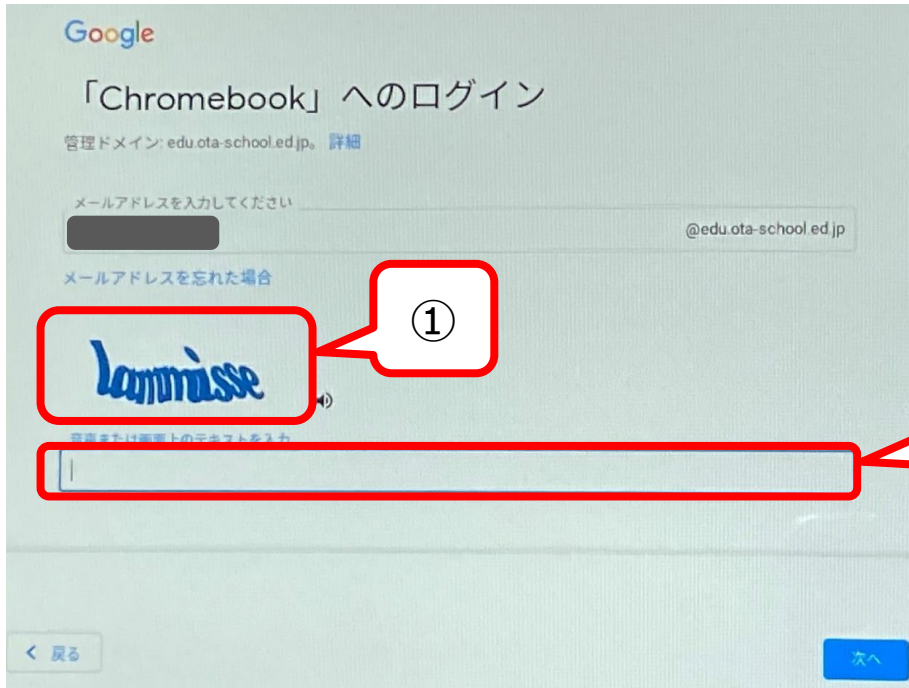 Google
「Chromebook」へのログイン
管理ドメイン: edu.ota-school.ed.jp。 詳細
メールアドレスを入力してください
@edu.ota-school.ed.jp
メールアドレスを忘れた場合
①
lammisse
音声または画面上のテキストを入力
戻る
次へ